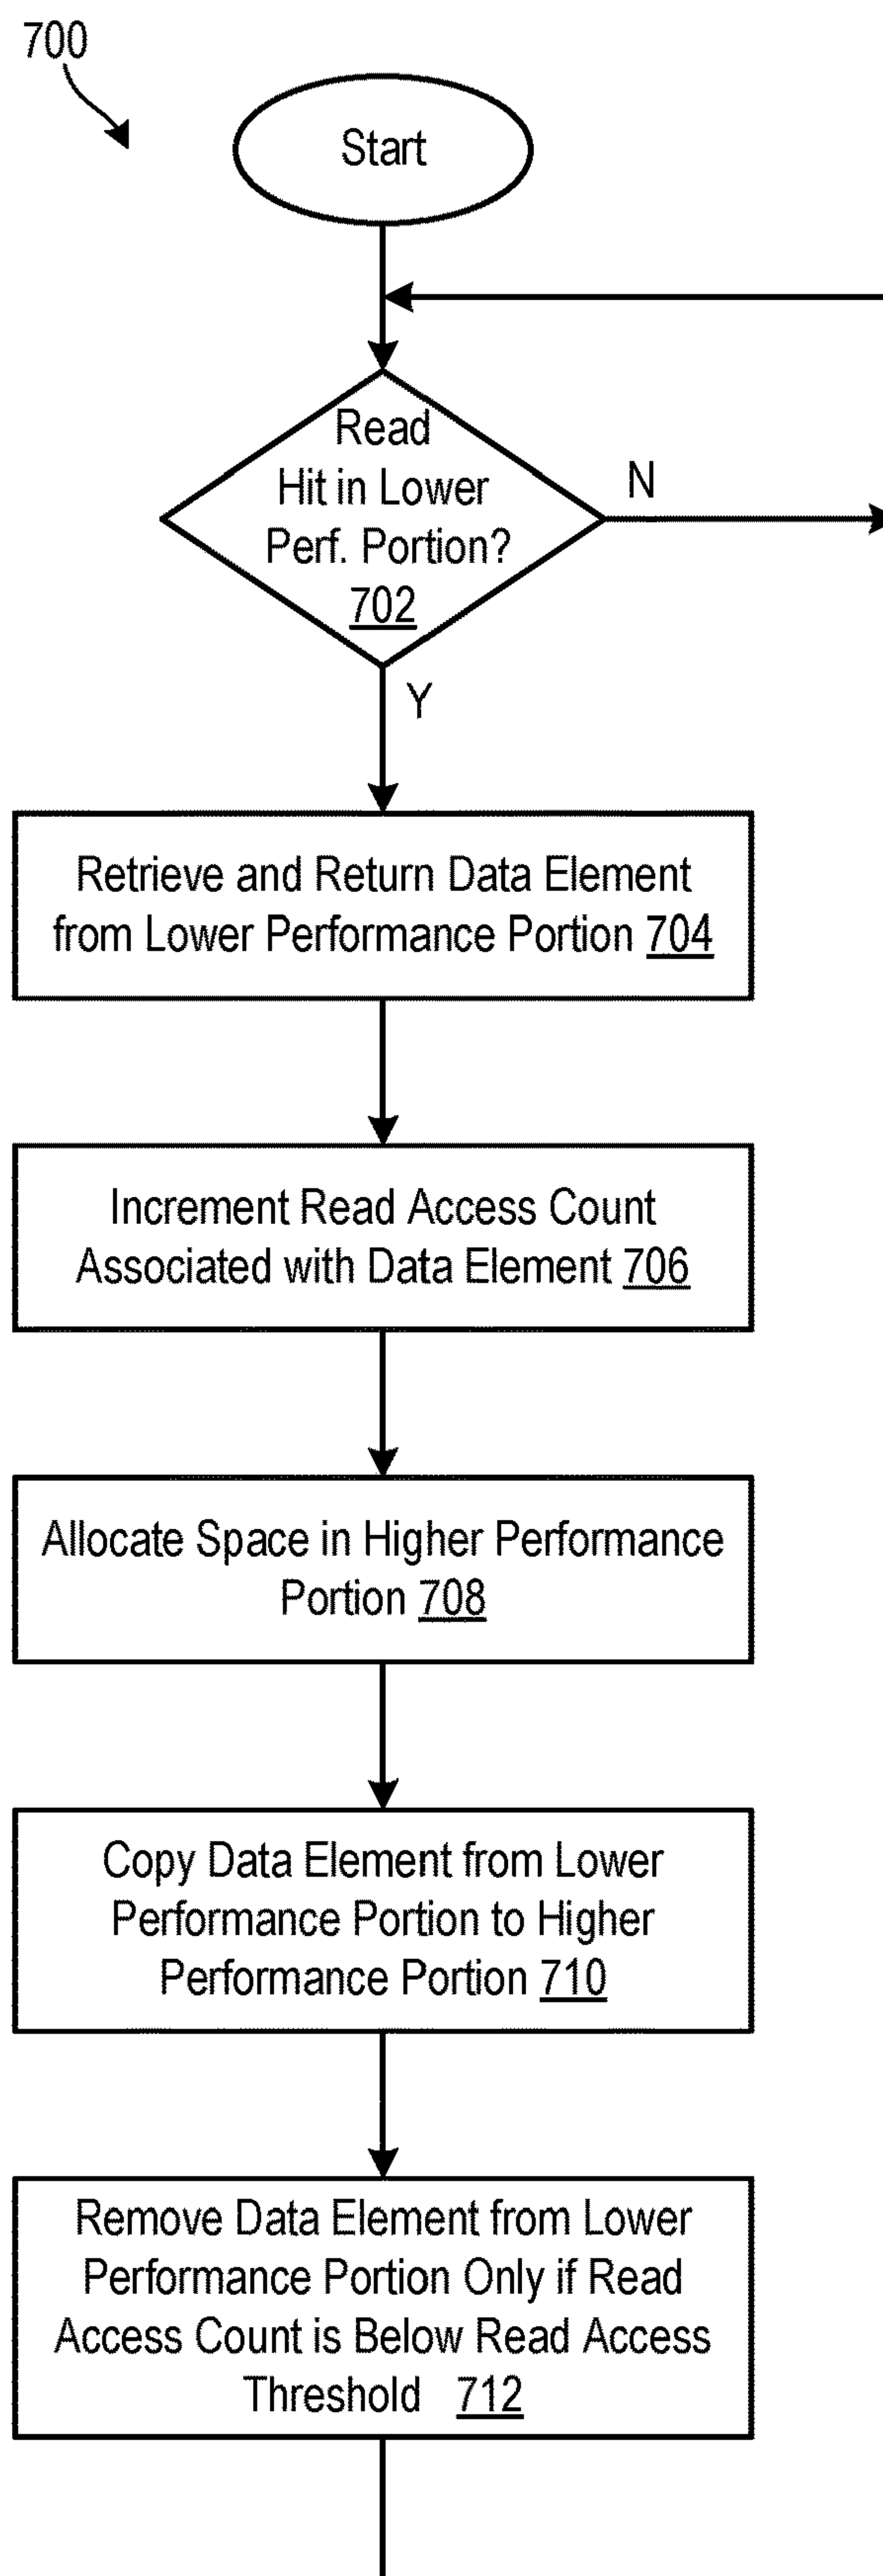 700
Start
Read
Hit in Lower
Perf. Portion?
702
N
Y
Retrieve and Return Data Element
from Lower Performance Portion 704
Increment Read Access Count
Associated with Data Element 706
Allocate Space in Higher Performance
Portion 708
Copy Data Element from Lower
Performance Portion to Higher
Performance Portion 710
Remove Data Element from Lower
Performance Portion Only if Read
Access Count is Below Read Access
Threshold 712